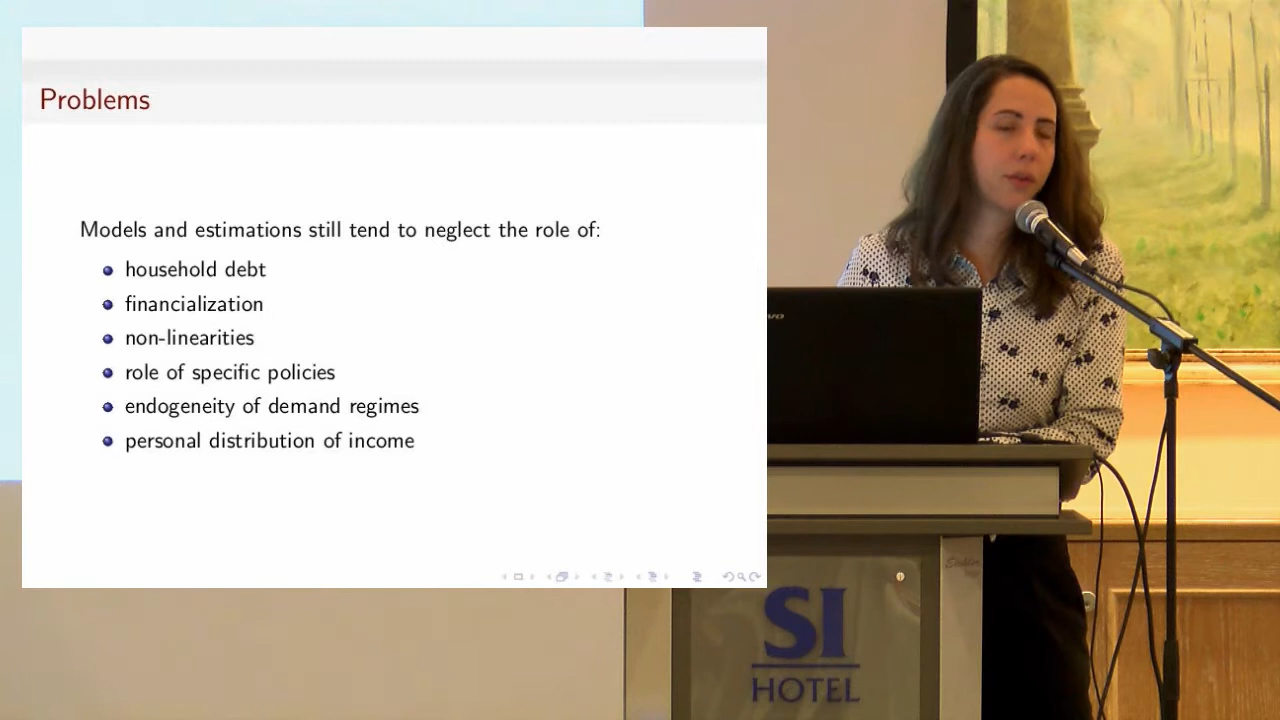 Problems
Models and estimations still tend to neglect the role of:
household debt
financialization
non-linearities
role of specific policies
endogeneity of demand regimes
personal distribution of income
SI
HOTEL